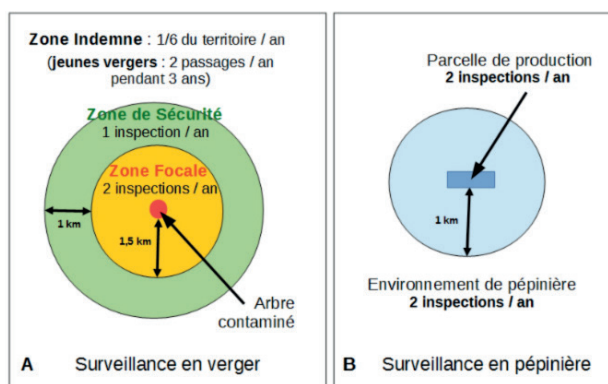 Zone Indemne : 1/6 du territoire / an
(jeunes vergers : 2 passages / an
pendant 3 ans)
Zone de Sécurité
1 inspection / an
Zone Focale
2 inspections / an
1 km
1,5 km
Arbre
contaminé
A Surveillance en verger
Parcelle de production
2 inspections / an
1 km
Environnement de pépinière
2 inspections / an
B Surveillance en pépinière